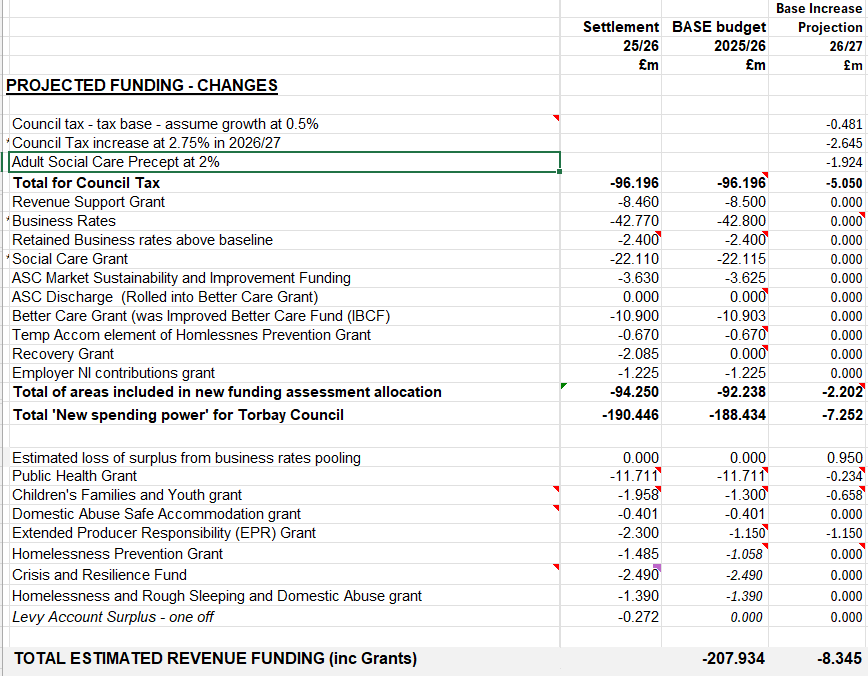 Base Increase
Settlement BASE budget Projection
25/26 2025/26 26/27
£m £m £m
PROJECTED FUNDING - CHANGES
Council tax - tax base - assume growth at 0.5% -0.481
*Council Tax increase at 2.75% in 2026/27 -2.645
Adult Social Care Precept at 2% -1.924
Total for Council Tax -96.196 -96.196 -5.050
Revenue Support Grant -8.460 -8.500 0.000
*Business Rates -42.770 -42.800 0.000
Retained Business rates above baseline -2.400 -2.400 0.000
*Social Care Grant -22.110 -22.115 0.000
ASC Market Sustainability and Improvement Funding -3.630 -3.625 0.000
ASC Discharge (Rolled into Better Care Grant) 0.000 0.000 0.000
Better Care Grant (was Improved Better Care Fund (IBCF) -10.900 -10.903 0.000
Temp Accom element of Homlessnes Prevention Grant -0.670 -0.670 0.000
Recovery Grant -2.085 0.000 0.000
Employer NI contributions grant -1.225 -1.225 0.000
Total of areas included in new funding assessment allocation -94.250 -92.238 -2.202
Total 'New spending power' for Torbay Council -190.446 -188.434 -7.252
Estimated loss of surplus from business rates pooling 0.000 0.000 0.950
Public Health Grant -11.711 -11.711 -0.234
Children's Families and Youth grant -1.958 -1.300 -0.658
Domestic Abuse Safe Accommodation grant -0.401 -0.401 0.000
Extended Producer Responsibility (EPR) Grant -2.300 -1.150 -1.150
Homelessness Prevention Grant -1.485 -1.058 0.000
Crisis and Resilience Fund -2.490 -2.490 0.000
Homelessness and Rough Sleeping and Domestic Abuse grant -1.390 -1.390 0.000
Levy Account Surplus - one off -0.272 0.000 0.000
TOTAL ESTIMATED REVENUE FUNDING (inc Grants) -207.934 -8.345